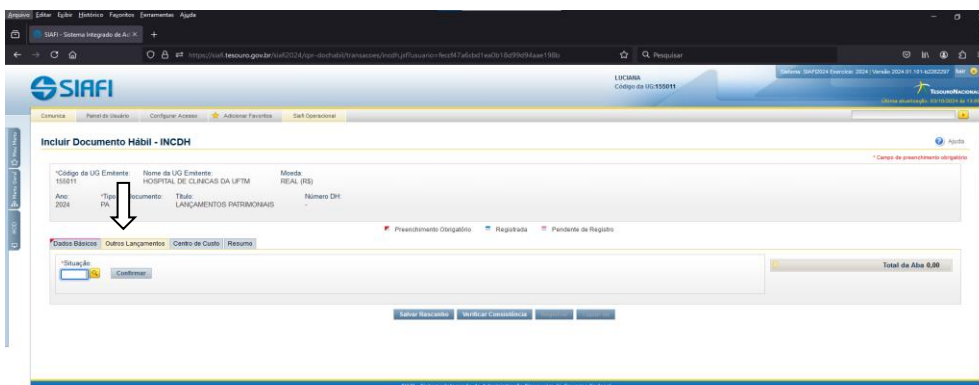 Arquivo Editar Exibir Histórico Favoritos Ferramentas Ajuda
SIAFI - Sistema Integrado de Ad
Pesquisar
SIAFI
LUCIANA
Código da UG:155011
TESOURONACIONAL
Comunica Painel do Usuário Configurar Acesso Adicionar Favoritos Siafi Operacional
Incluir Documento Hábil - INCDH
Ajuda
* Campo de preenchimento obrigatório
*Código da UG Emitente: Nome da UG Emitente: Moeda:
155011 HOSPITAL DE CLINICAS DA UFTM REAL (R$)
Ano: Título: Número DH:
2024 PA LANÇAMENTOS PATRIMONIAIS -
Preenchimento Obrigatório Registrada Pendente de Registro
Dados Básicos Outros Lançamentos Centro de Custo Resumo
*Situação
Confirmar
Total da Aba 0,00
Salvar Rascunho Verificar Consistência